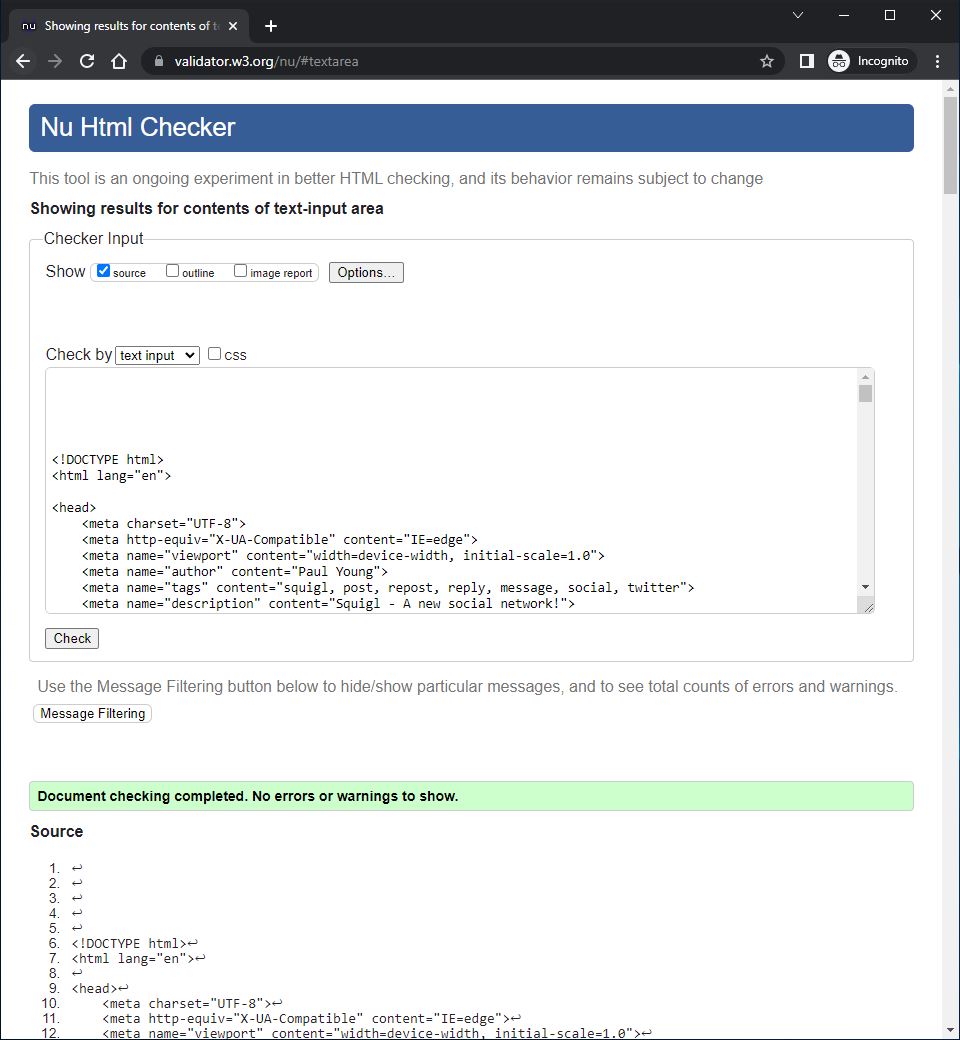 nu Showing results for contents of te
validator.w3.org/nu/#textarea Incognito
Nu Html Checker
This tool is an ongoing experiment in better HTML checking, and its behavior remains subject to change
Showing results for contents of text-input area
Checker Input
Show source outline image report Options...
Check by text input css
<!DOCTYPE html>
<html lang="en">
<head>
<meta charset="UTF-8">
<meta http-equiv="X-UA-Compatible" content="IE=edge">
<meta name="viewport" content="width=device-width, initial-scale=1.0">
<meta name="author" content="Paul Young">
<meta name="tags" content="squigl, post, repost, reply, message, social, twitter">
<meta name="description" content="Squigl - A new social network!">
Check
Use the Message Filtering button below to hide/show particular messages, and to see total counts of errors and warnings.
Message Filtering
Document checking completed. No errors or warnings to show.
Source
1. ↩
2. ↩
3. ↩
4. ↩
5. ↩
6. <!DOCTYPE html>↩
7. <html lang="en">↩
8. ↩
9. <head>↩
10. <meta charset="UTF-8">↩
11. <meta http-equiv="X-UA-Compatible" content="IE=edge">↩
12. <meta name="viewport" content="width=device-width, initial-scale=1.0">↩